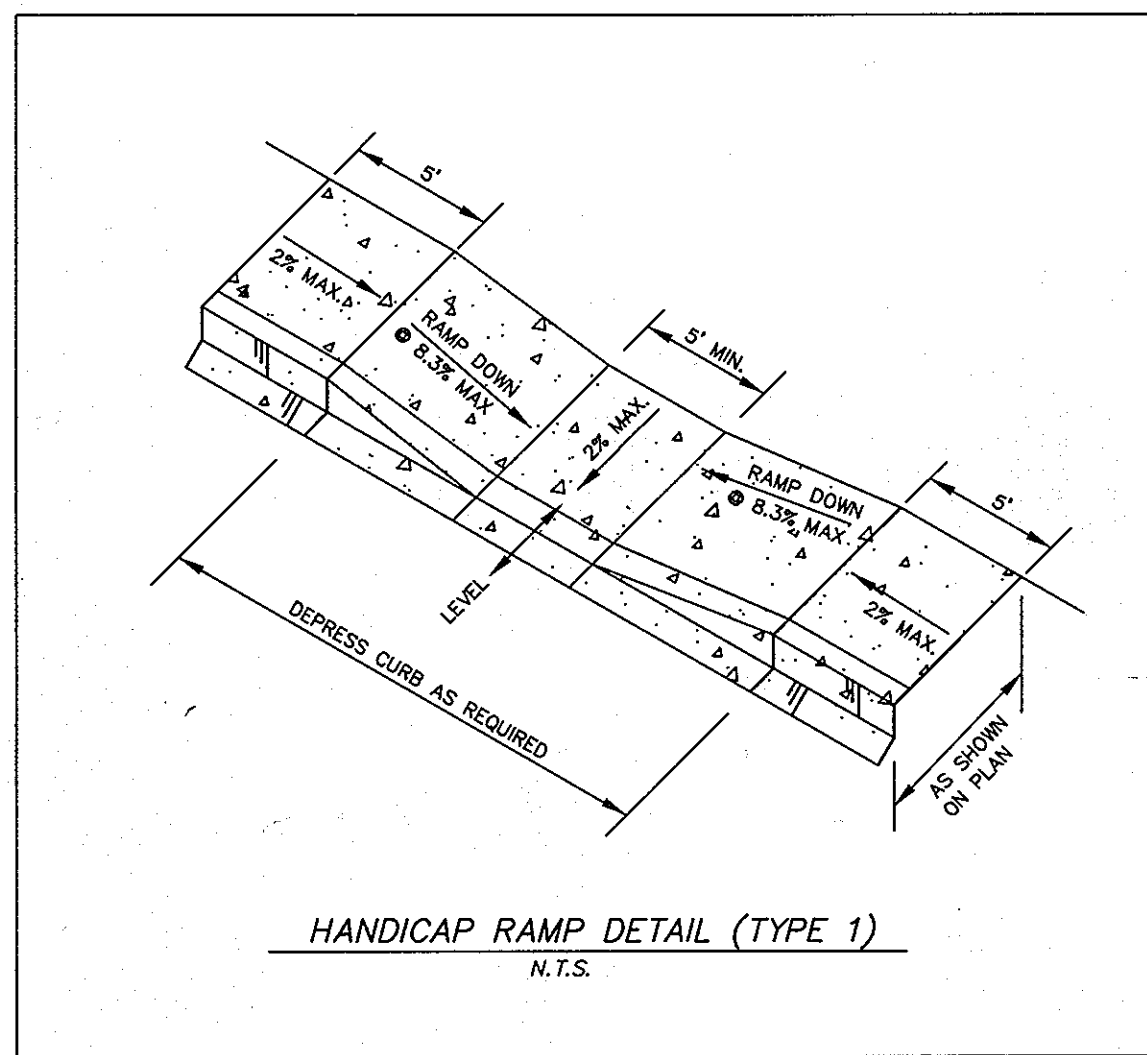 5'
2% MAX.
RAMP DOWN
@ 8.3% MAX
5' MIN.
2% MAX.
RAMP DOWN
@ 8.3% MAX
5'
2% MAX.
LEVEL
DEPRESS CURB AS REQUIRED
AS SHOWN
ON PLAN
HANDICAP RAMP DETAIL (TYPE 1)
N.T.S.